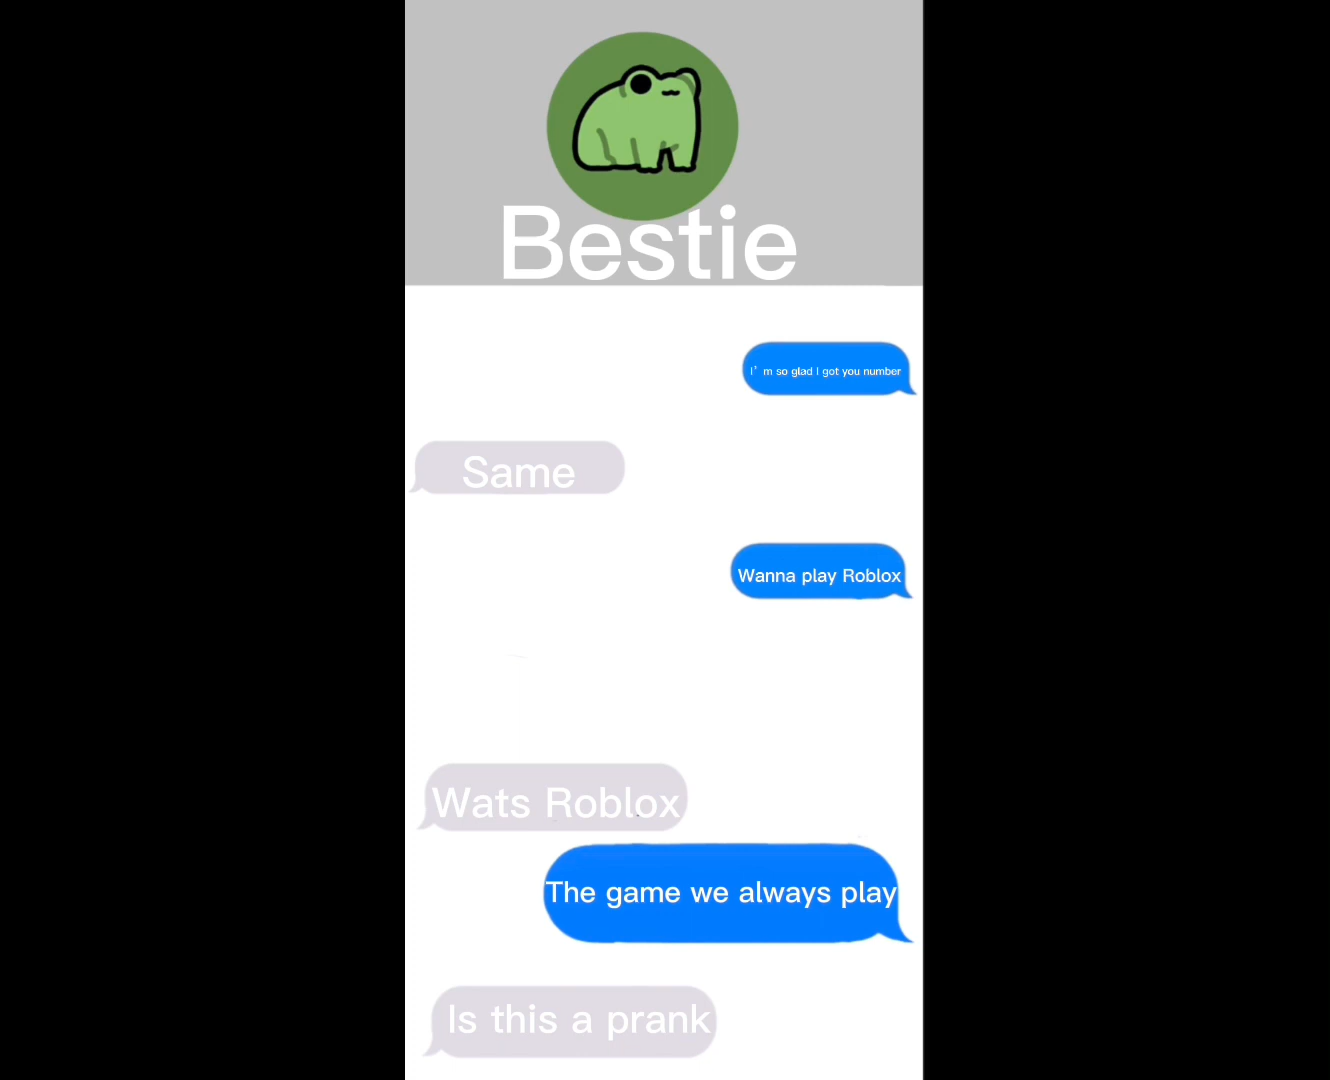 Bestie
I’m so glad I got you number
Same
Wanna play Roblox
Wats Roblox
The game we always play
Is this a prank